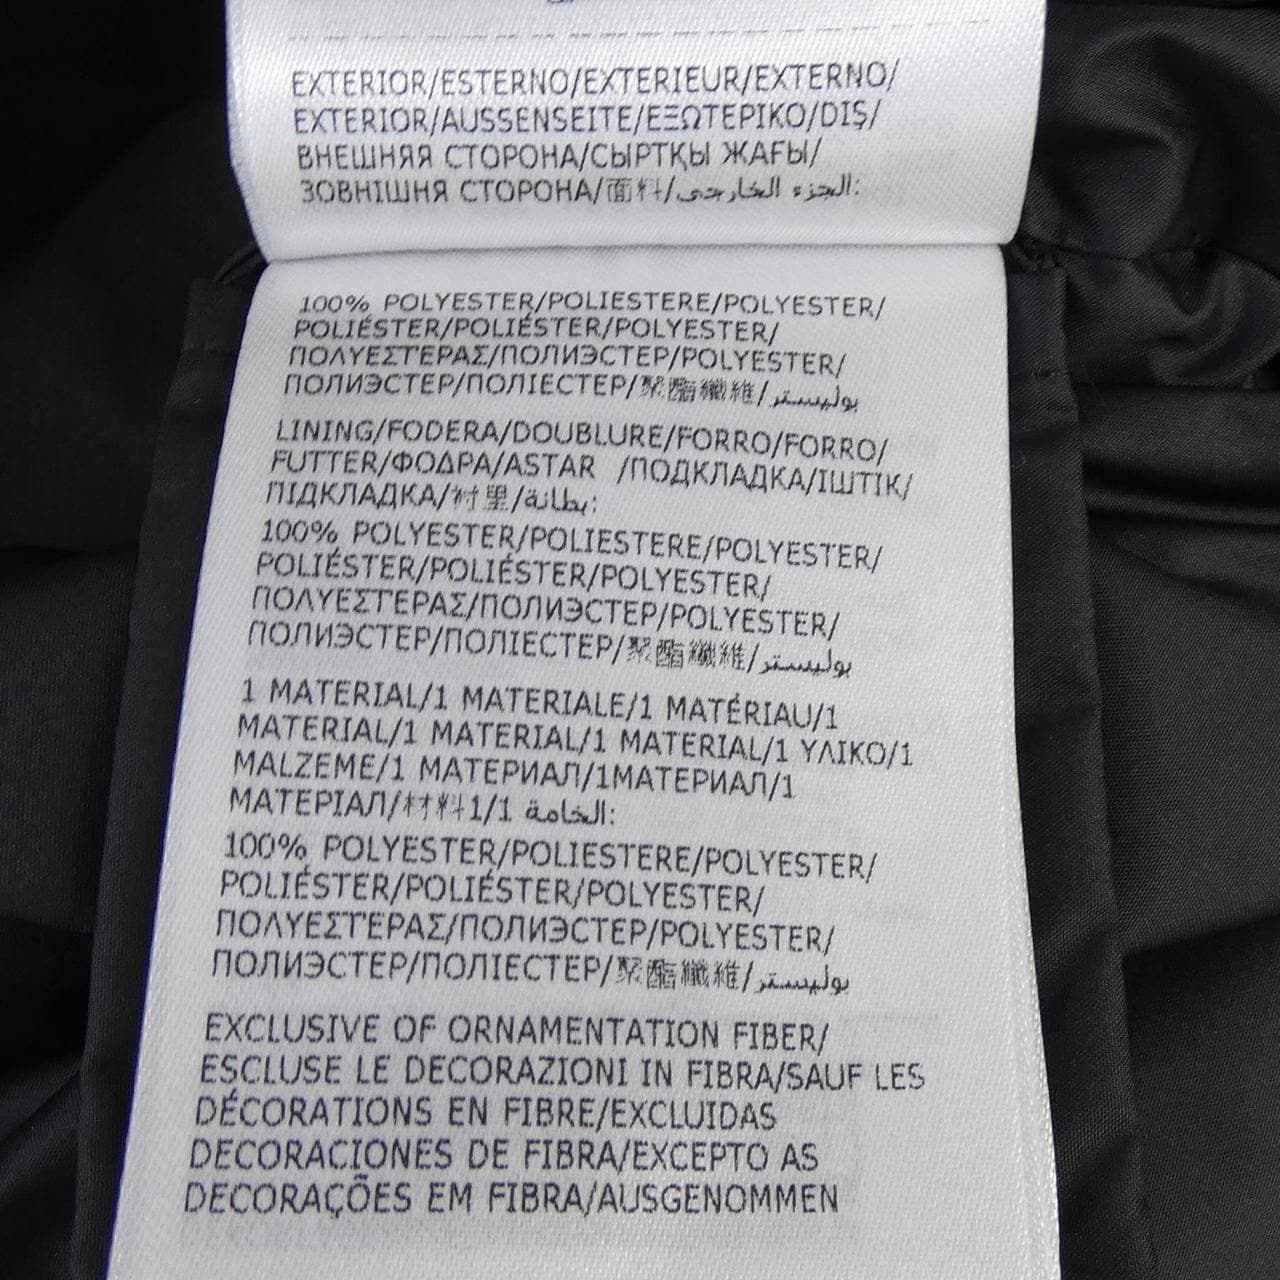 EXTERIOR/ESTERNO/EXTERIEUR/EXTERNO/
EXTERIOR/AUSSENSEITE/ΕΞΩΤΕΡΙΚΟ/DIŞ/
ВНЕШНЯЯ СТОРОНА/СЫРТҚЫ ЖАҒЫ/
ЗОВНІШНЯ СТОРОНА/面料/الجزء الخارجي:
100% POLYESTER/POLIESTERE/POLYESTER/
POLIÉSTER/POLIÉSTER/POLYESTER/
ΠΟΛΥΕΣΤΕΡΑΣ/ПОЛИЭСТЕР/POLYESTER/
ПОЛИЭСТЕР/ПОЛІЕСТЕР/聚酯纖維/بوليستر
LINING/FODERA/DOUBLURE/FORRO/FORRO/
FUTTER/ΦΟΔΡΑ/ASTAR /ПОДКЛАДКА/ІШТІК/
ПІДКЛАДКА/衬里/بطانة:
100% POLYESTER/POLIESTERE/POLYESTER/
POLIÉSTER/POLIÉSTER/POLYESTER/
ΠΟΛΥΕΣΤΕΡΑΣ/ПОЛИЭСТЕР/POLYESTER/
ПОЛИЭСТЕР/ПОЛІЕСТЕР/聚酯纖維/بوليستر
1 MATERIAL/1 MATERIALE/1 MATÉRIAU/1
MATERIAL/1 MATERIAL/1 MATERIAL/1 ΥΛΙΚΟ/1
MALZEME/1 МАТЕРИАЛ/1МАТЕРИАЛ/1
МАТЕРІАЛ/材料1/1 الخامة:
100% POLYESTER/POLIESTERE/POLYESTER/
POLIÉSTER/POLIÉSTER/POLYESTER/
ΠΟΛΥΕΣΤΕΡΑΣ/ПОЛИЭСТЕР/POLYESTER/
ПОЛИЭСТЕР/ПОЛІЕСТЕР/聚酯纖維/بوليستر
EXCLUSIVE OF ORNAMENTATION FIBER/
ESCLUSE LE DECORAZIONI IN FIBRA/SAUF LES
DÉCORATIONS EN FIBRE/EXCLUIDAS
DECORACIONES DE FIBRA/EXCEPTO AS
DECORAÇÕES EM FIBRA/AUSGENOMMEN